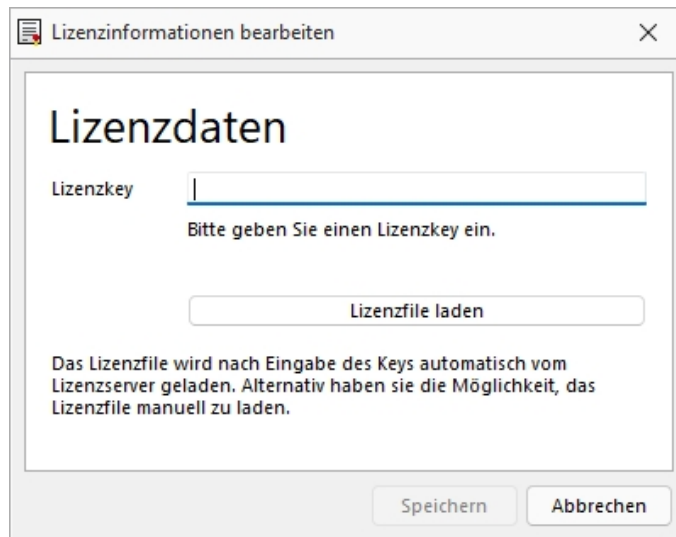 Lizenzinformationen bearbeiten
Lizenzdaten
Lizenzkey
Bitte geben Sie einen Lizenzkey ein.
Lizenzfile laden
Das Lizenzfile wird nach Eingabe des Keys automatisch vom
Lizenzserver geladen. Alternativ haben sie die Möglichkeit, das
Lizenzfile manuell zu laden.
Speichern
Abbrechen